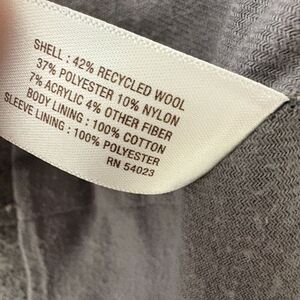 SHELL : 42% RECYCLED WOOL
37% POLYESTER 10% NYLON
7% ACRYLIC 4% OTHER FIBER
BODY LINING : 100% COTTON
SLEEVE LINING : 100% POLYESTER
RN 54023